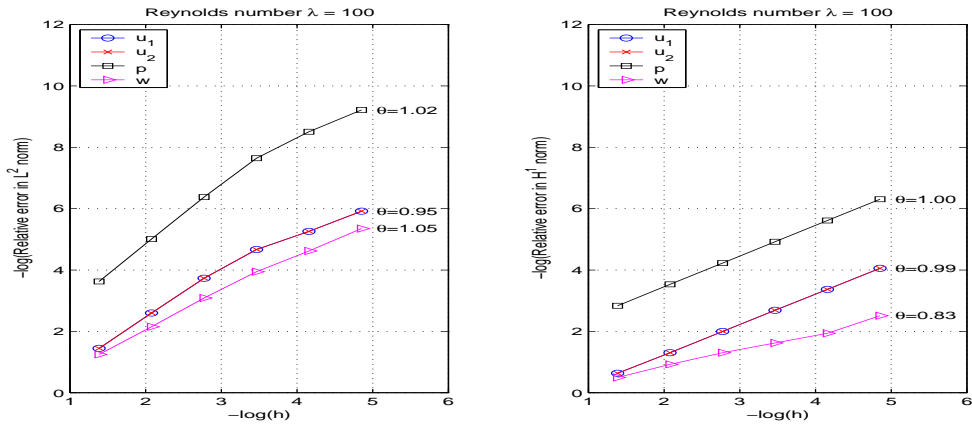 Reynolds number λ = 100
12
10
8
6
4
2
0
-log(Relative error in L² norm)
u₁
u₂
p
w
θ=1.02
θ=0.95
θ=1.05
1 2 3 4 5 6
-log(h)
Reynolds number λ = 100
12
10
8
6
4
2
0
-log(Relative error in H¹ norm)
u₁
u₂
p
w
θ=1.00
θ=0.99
θ=0.83
1 2 3 4 5 6
-log(h)